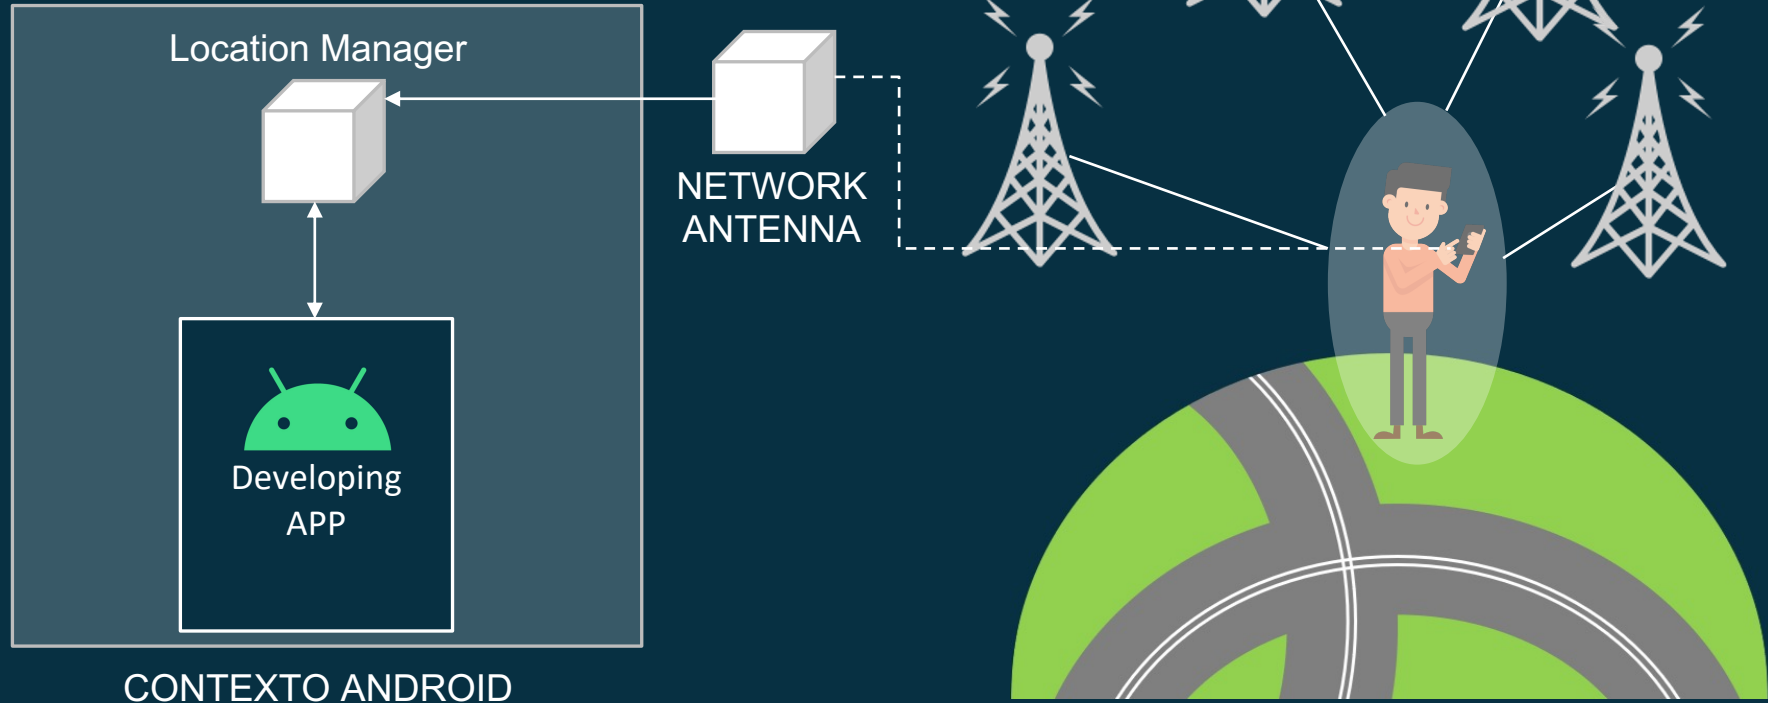 Location Manager
NETWORK
ANTENNA
Developing
APP
CONTEXTO ANDROID